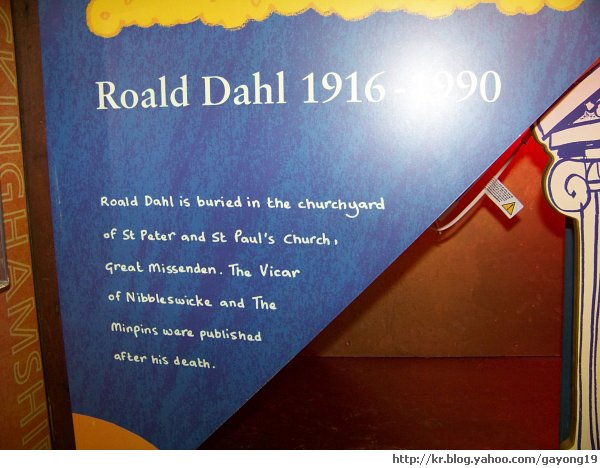 Roald Dahl 1916 - 1990
Roald Dahl is buried in the churchyard
of St Peter and St Paul's Church,
Great Missenden. The Vicar
of Nibbleswicke and The
Minpins were published
after his death.
CKINGHAMSHI
http://kr.blog.yahoo.com/gayong19